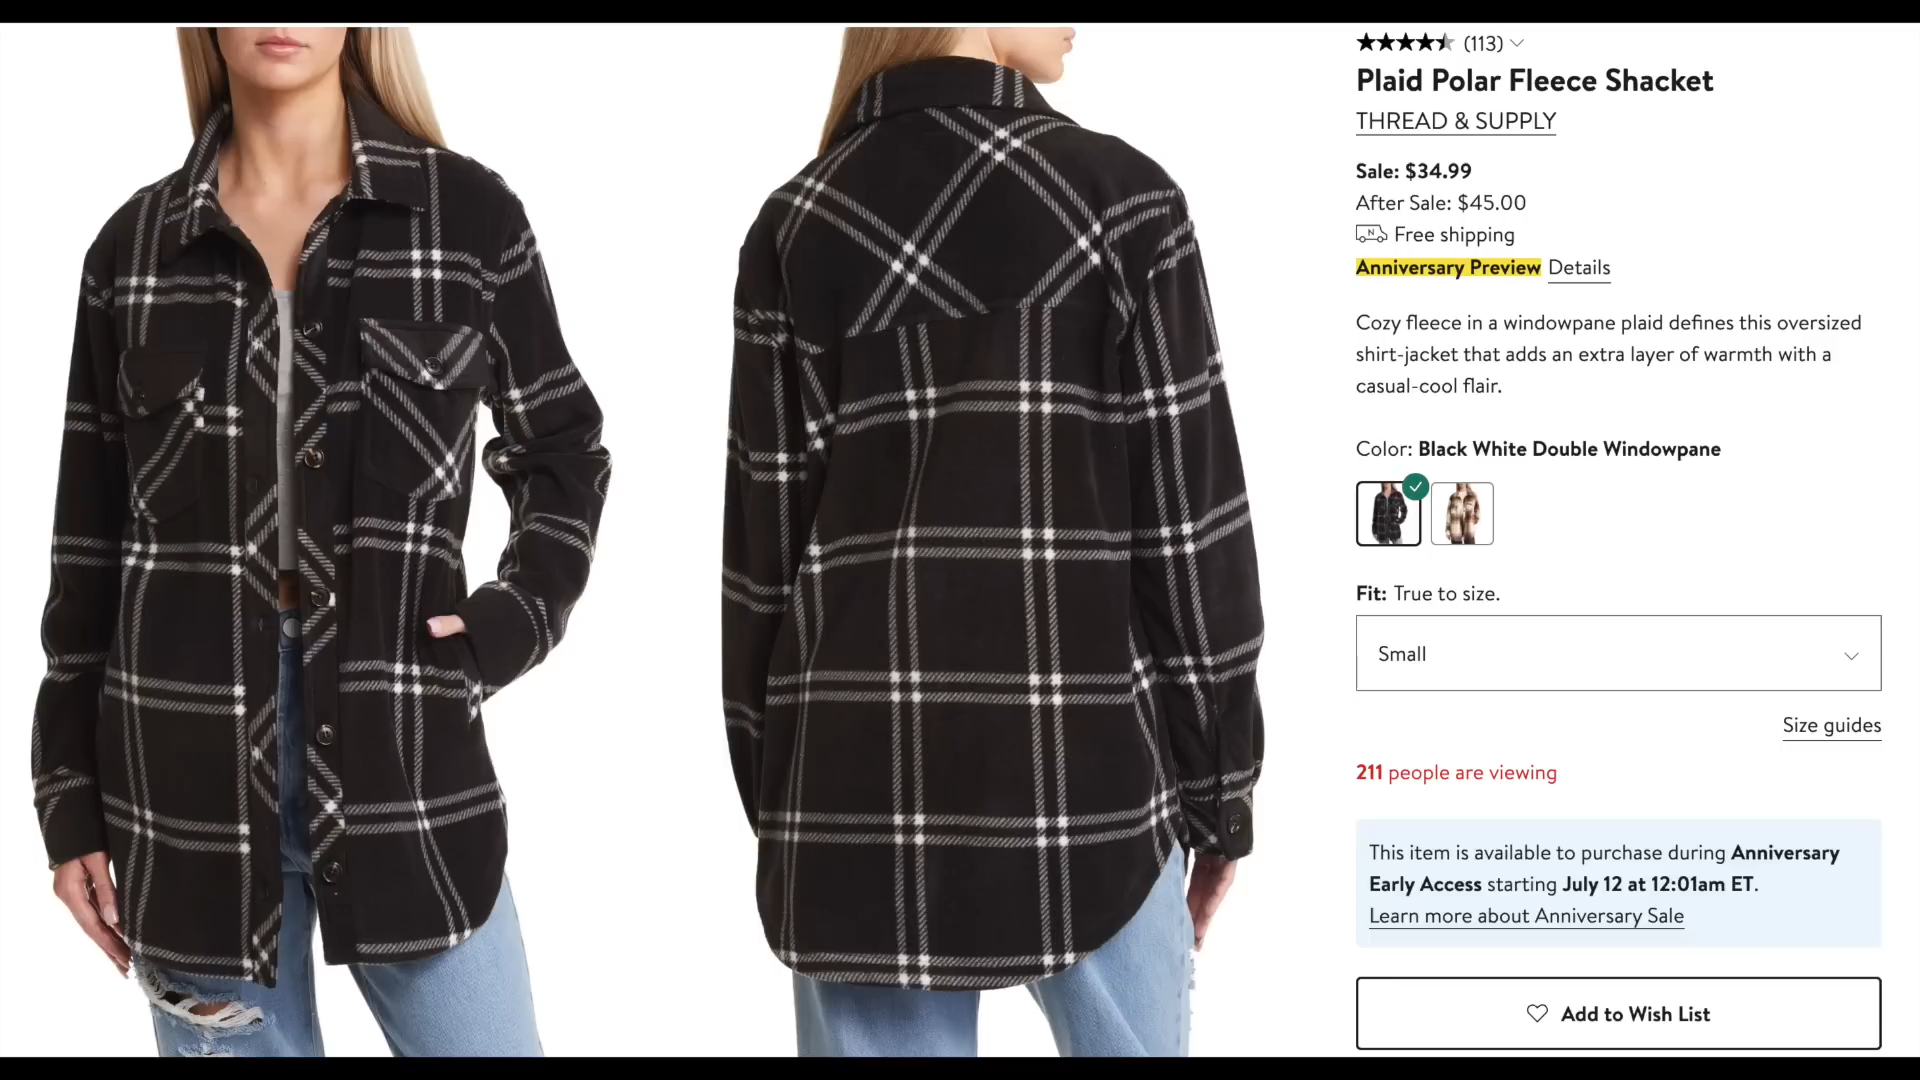 (113)
Plaid Polar Fleece Shacket
THREAD & SUPPLY
Sale: $34.99
After Sale: $45.00
N Free shipping
Anniversary Preview Details
Cozy fleece in a windowpane plaid defines this oversized
shirt-jacket that adds an extra layer of warmth with a
casual-cool flair.
Color: Black White Double Windowpane
Fit: True to size.
Small
Size guides
211 people are viewing
This item is available to purchase during Anniversary
Early Access starting July 12 at 12:01am ET.
Learn more about Anniversary Sale
Add to Wish List